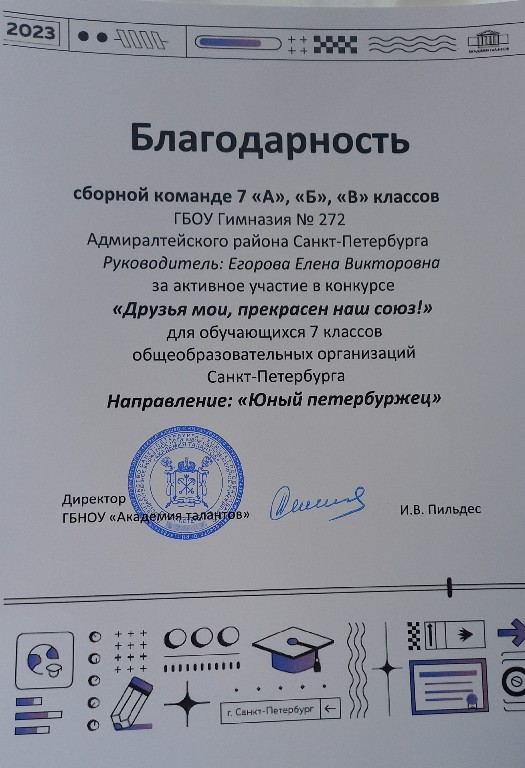 2023
Благодарность
сборной команде 7 «А», «Б», «В» классов
ГБОУ Гимназия № 272
Адмиралтейского района Санкт-Петербурга
Руководитель: Егорова Елена Викторовна
за активное участие в конкурсе
«Друзья мои, прекрасен наш союз!»
для обучающихся 7 классов
общеобразовательных организаций
Санкт-Петербурга
Направление: «Юный петербуржец»
Директор
ГБНОУ «Академия талантов»
И.В. Пильдес
г. Санкт-Петербург